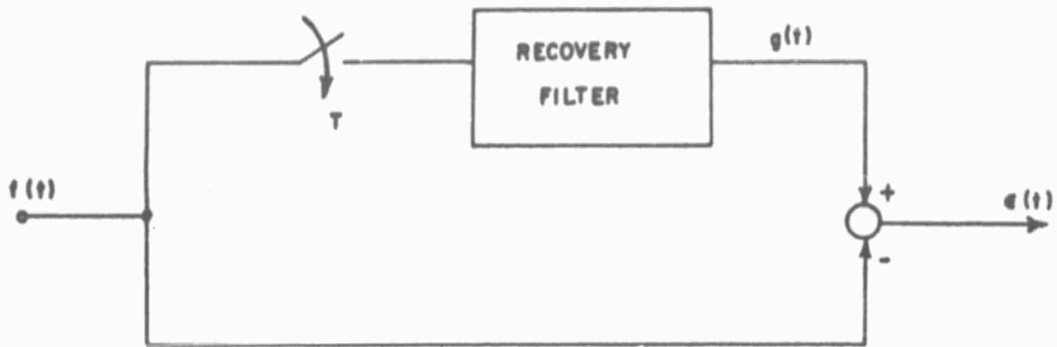 RECOVERY
FILTER
g(t)
T
f(t)
+
ε(t)
-